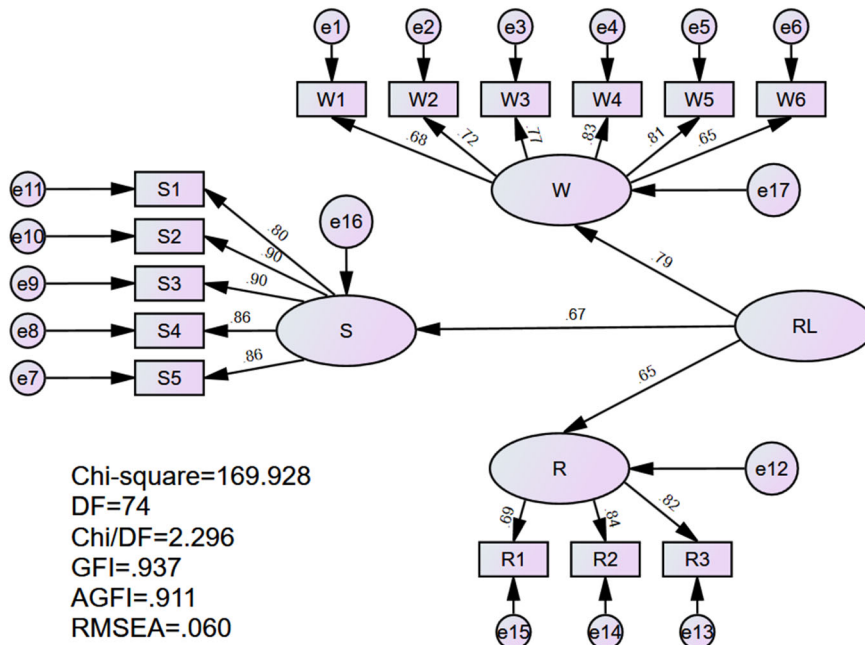 e1 e2 e3 e4 e5 e6
W1 W2 W3 W4 W5 W6
.68 .72 .77 .83 .81 .65
W
e17
e11 S1
e10 S2
e9 S3
e8 S4
e7 S5
.80
.90
.90
.86
.86
e16
S
.79
.67
.65
RL
R
e12
.69 .84 .82
R1 R2 R3
e15 e14 e13
Chi-square=169.928
DF=74
Chi/DF=2.296
GFI=.937
AGFI=.911
RMSEA=.060